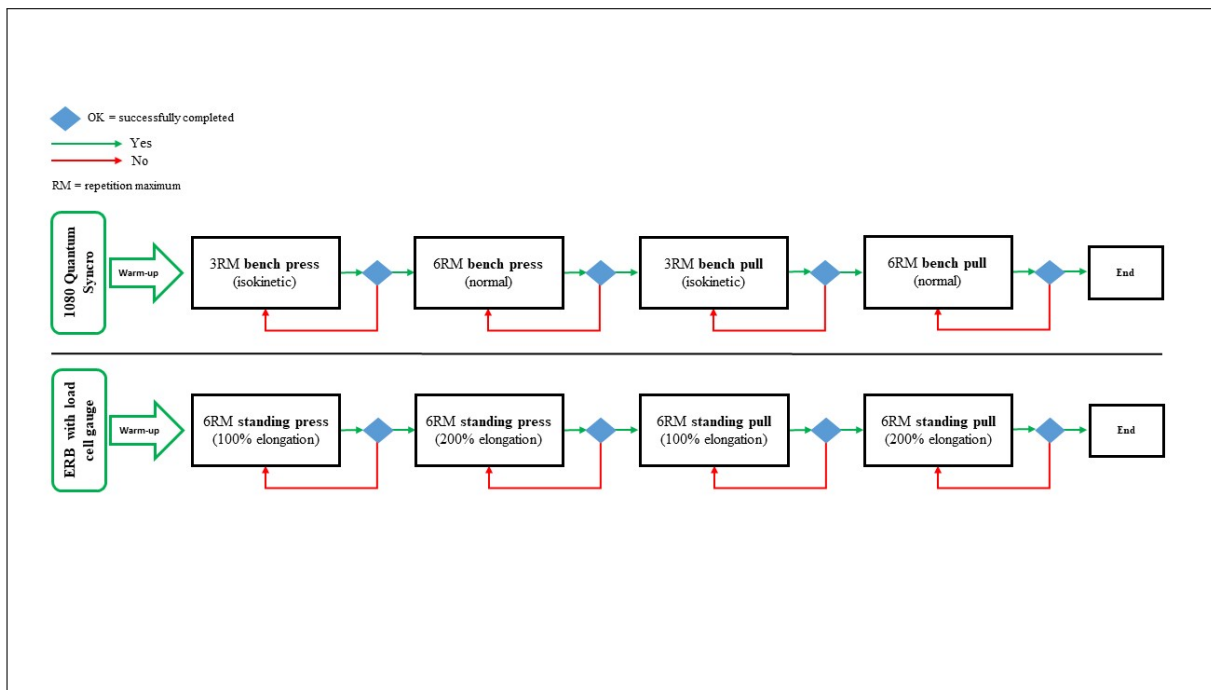 OK = successfully completed
Yes
No
RM = repetition maximum
1080 Quantum
Syncro
Warm-up
3RM bench press
(isokinetic)
6RM bench press
(normal)
3RM bench pull
(isokinetic)
6RM bench pull
(normal)
End
ERB with load
cell gauge
Warm-up
6RM standing press
(100% elongation)
6RM standing press
(200% elongation)
6RM standing pull
(100% elongation)
6RM standing pull
(200% elongation)
End